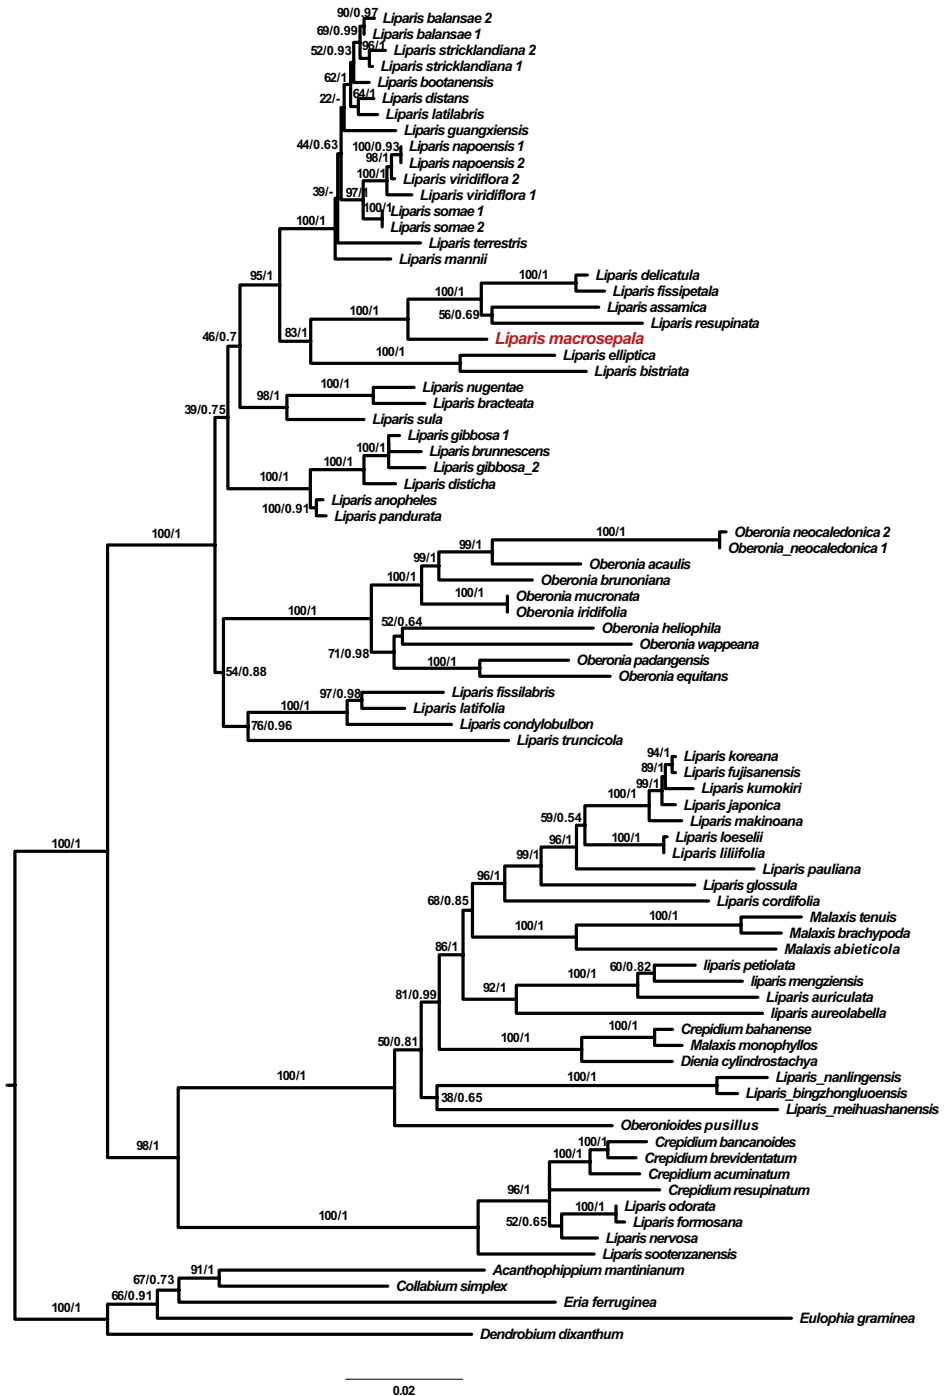 90/0.97
Liparis balansae 2
69/0.99
Liparis balansae 1
52/0.93
96/1
Liparis stricklandiana 2
Liparis stricklandiana 1
62/1
Liparis bootanensis
22/-
64/1
Liparis distans
Liparis latilabris
Liparis guangxiensis
44/0.63
100/0.93
Liparis napoensis 1
98/1
Liparis napoensis 2
100/1
Liparis viridiflora 2
39/-
97/1
Liparis viridiflora 1
100/1
Liparis somae 1
100/1
Liparis somae 2
Liparis terrestris
Liparis mannii
95/1
100/1
Liparis delicatula
100/1
Liparis fissipetala
100/1
56/0.69
Liparis assamica
Liparis resupinata
46/0.7
83/1
Liparis macrosepala
100/1
Liparis elliptica
Liparis bistriata
100/1
Liparis nugentae
98/1
Liparis bracteata
39/0.75
Liparis sula
Liparis gibbosa 1
100/1
Liparis brunnescens
100/1
Liparis gibbosa_2
100/1
Liparis disticha
Liparis anopheles
100/0.91
Liparis pandurata
100/1
100/1
Oberonia neocaledonica 2
99/1
Oberonia_neocaledonica 1
99/1
Oberonia acaulis
100/1
Oberonia brunoniana
100/1
Oberonia mucronata
100/1
Oberonia iridifolia
52/0.64
Oberonia heliophila
71/0.98
Oberonia wappeana
100/1
Oberonia padangensis
54/0.88
Oberonia equitans
97/0.98
Liparis fissilabris
100/1
Liparis latifolia
76/0.96
Liparis condylobulbon
Liparis truncicola
94/1
Liparis koreana
89/1
Liparis fujisanensis
99/1
Liparis kumokiri
100/1
Liparis japonica
59/0.54
Liparis makinoana
100/1
96/1
100/1
Liparis loeselii
99/1
Liparis liliifolia
Liparis pauliana
96/1
Liparis glossula
68/0.85
Liparis cordifolia
100/1
Malaxis tenuis
100/1
Malaxis brachypoda
86/1
Malaxis abieticola
60/0.82
liparis petiolata
100/1
liparis mengziensis
81/0.99
92/1
Liparis auriculata
liparis aureolabella
100/1
Crepidium bahanense
50/0.81
100/1
Malaxis monophyllos
Dienia cylindrostachya
100/1
100/1
Liparis_nanlingensis
38/0.65
Liparis_bingzhongluoensis
Liparis_meihuashanensis
Oberonioides pusillus
98/1
100/1
Crepidium bancanoides
100/1
Crepidium brevidentatum
Crepidium acuminatum
96/1
Crepidium resupinatum
100/1
100/1
Liparis odorata
52/0.65
Liparis formosana
Liparis nervosa
Liparis sootenzanensis
91/1
Acanthophippium mantinianum
67/0.73
Collabium simplex
66/0.91
Eria ferruginea
100/1
Eulophia graminea
Dendrobium dixanthum
0.02